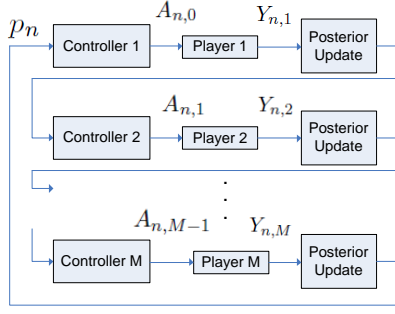 p_n
A_{n,0}
Y_{n,1}
Controller 1
Player 1
Posterior
Update
A_{n,1}
Y_{n,2}
Controller 2
Player 2
Posterior
Update
A_{n,M-1}
Y_{n,M}
Controller M
Player M
Posterior
Update